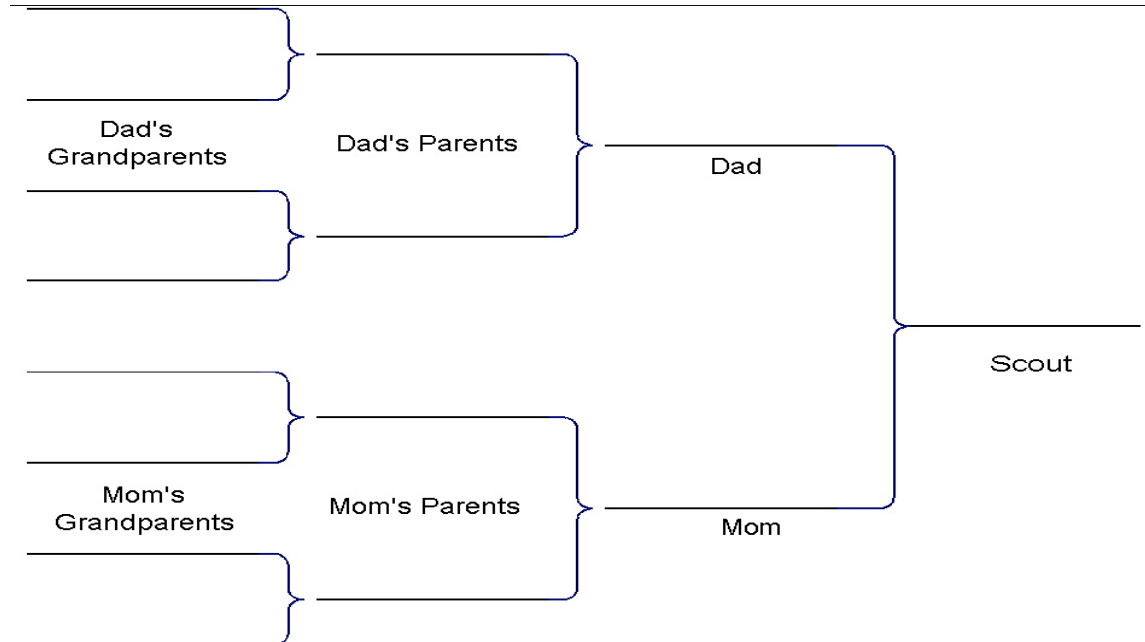 Dad's
Grandparents
Dad's Parents
Dad
Scout
Mom's
Grandparents
Mom's Parents
Mom